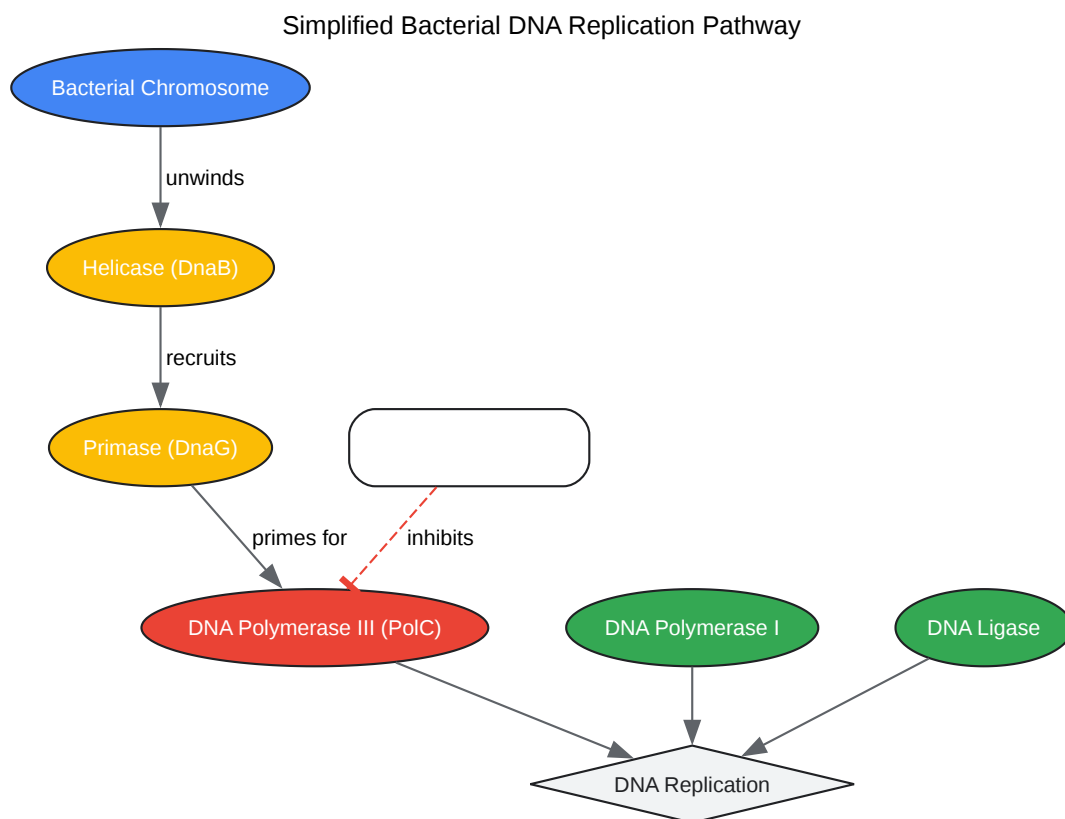 Simplified Bacterial DNA Replication Pathway
Bacterial Chromosome
unwinds
Helicase (DnaB)
recruits
Primase (DnaG)
primes for
inhibits
DNA Polymerase III (PolC)
DNA Polymerase I
DNA Ligase
DNA Replication